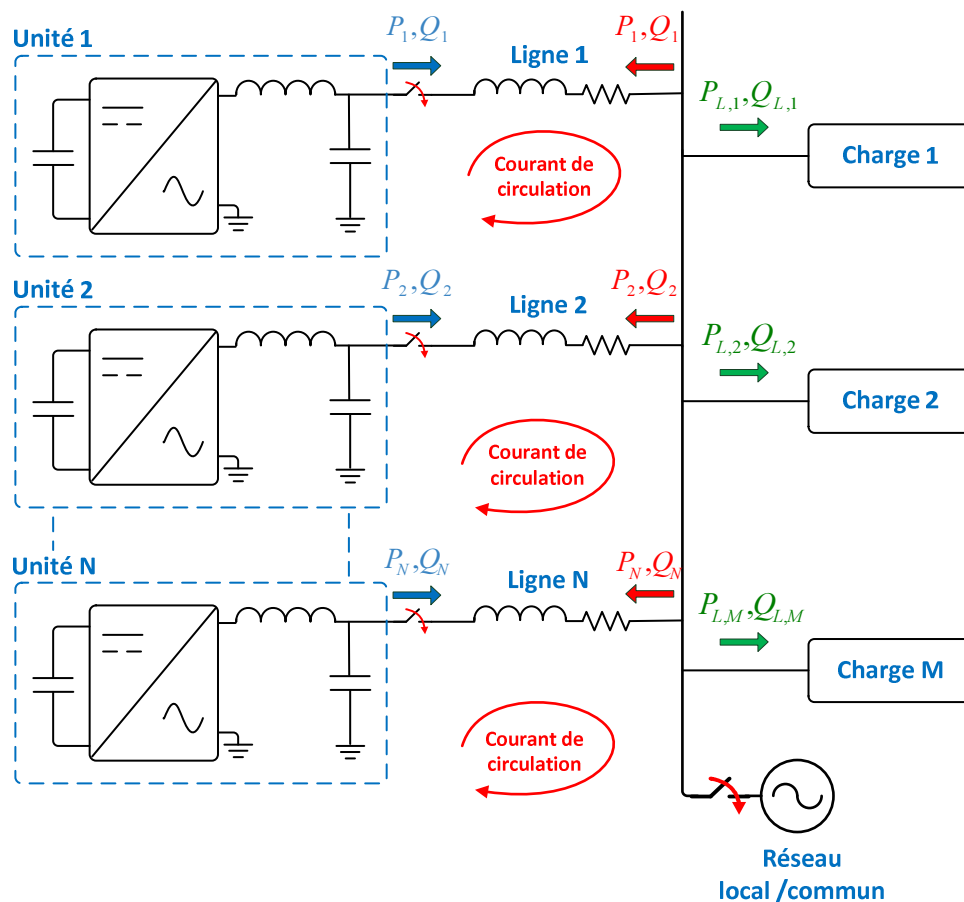 Unité 1
P1,Q1
Ligne 1
P1,Q1
PL,1,QL,1
Charge 1
Courant de
circulation
Unité 2
P2,Q2
Ligne 2
P2,Q2
PL,2,QL,2
Charge 2
Courant de
circulation
Unité N
PN,QN
Ligne N
PN,QN
PL,M,QL,M
Charge M
Courant de
circulation
Réseau
local /commun